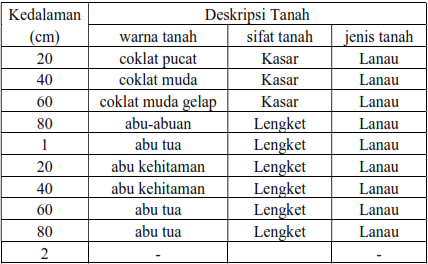 Kedalaman Deskripsi Tanah
(cm) warna tanah sifat tanah jenis tanah
20 coklat pucat Kasar Lanau
40 coklat muda Kasar Lanau
60 coklat muda gelap Kasar Lanau
80 abu-abuan Lengket Lanau
1 abu tua Lengket Lanau
20 abu kehitaman Lengket Lanau
40 abu kehitaman Lengket Lanau
60 abu tua Lengket Lanau
80 abu tua Lengket Lanau
2 - -